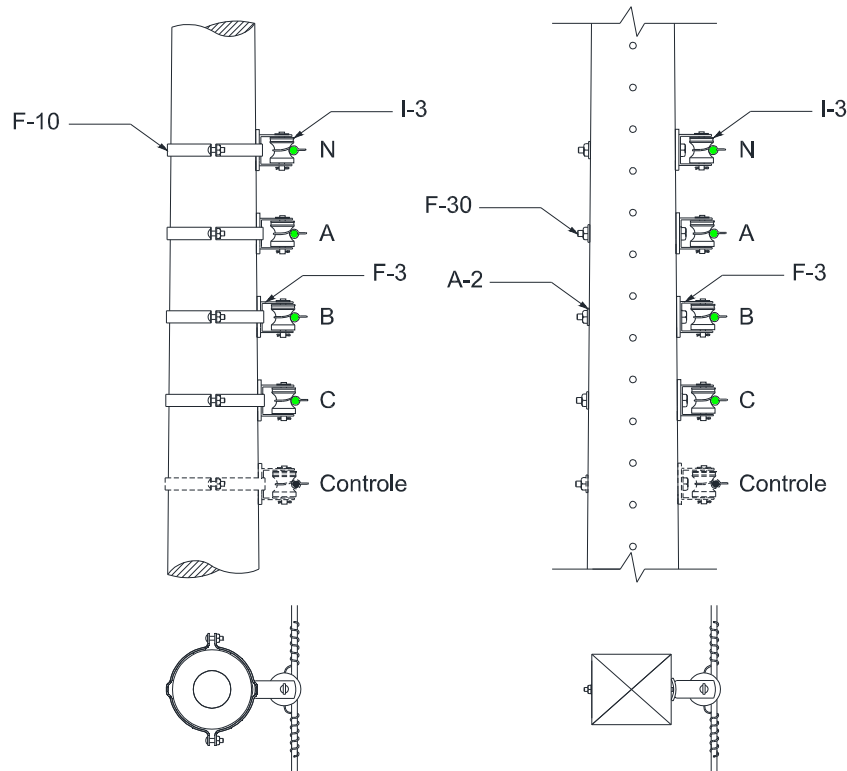 I-3
F-10
N
A
F-3
B
C
Controle
I-3
N
F-30
A
A-2
F-3
B
C
Controle